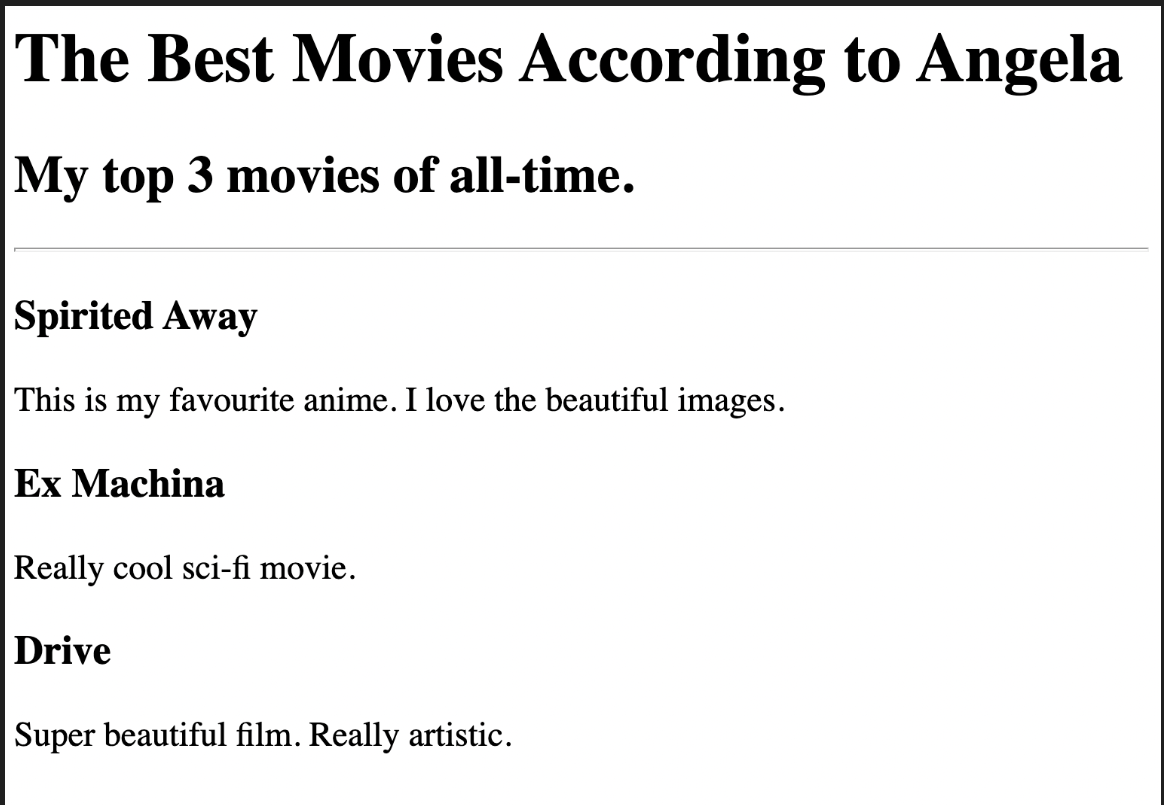 The Best Movies According to Angela
My top 3 movies of all-time.
Spirited Away
This is my favourite anime. I love the beautiful images.
Ex Machina
Really cool sci-fi movie.
Drive
Super beautiful film. Really artistic.